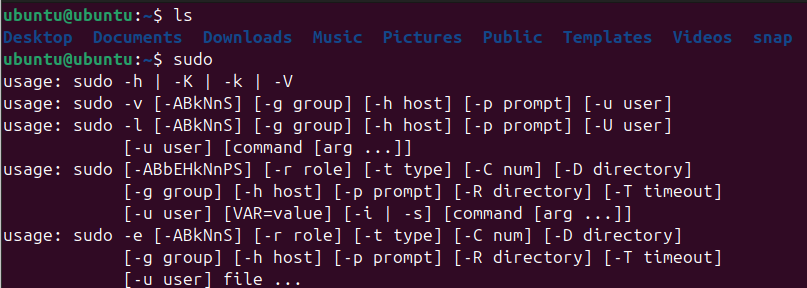 ubuntu@ubuntu:~$ ls
Desktop  Documents  Downloads  Music  Pictures  Public  Templates  Videos  snap
ubuntu@ubuntu:~$ sudo
usage: sudo -h | -K | -k | -V
usage: sudo -v [-ABkNnS] [-g group] [-h host] [-p prompt] [-u user]
usage: sudo -l [-ABkNnS] [-g group] [-h host] [-p prompt] [-U user]
            [-u user] [command [arg ...]]
usage: sudo [-ABbEHkNnPS] [-r role] [-t type] [-C num] [-D directory]
            [-g group] [-h host] [-p prompt] [-R directory] [-T timeout]
            [-u user] [VAR=value] [-i | -s] [command [arg ...]]
usage: sudo -e [-ABkNnS] [-r role] [-t type] [-C num] [-D directory]
            [-g group] [-h host] [-p prompt] [-R directory] [-T timeout]
            [-u user] file ...